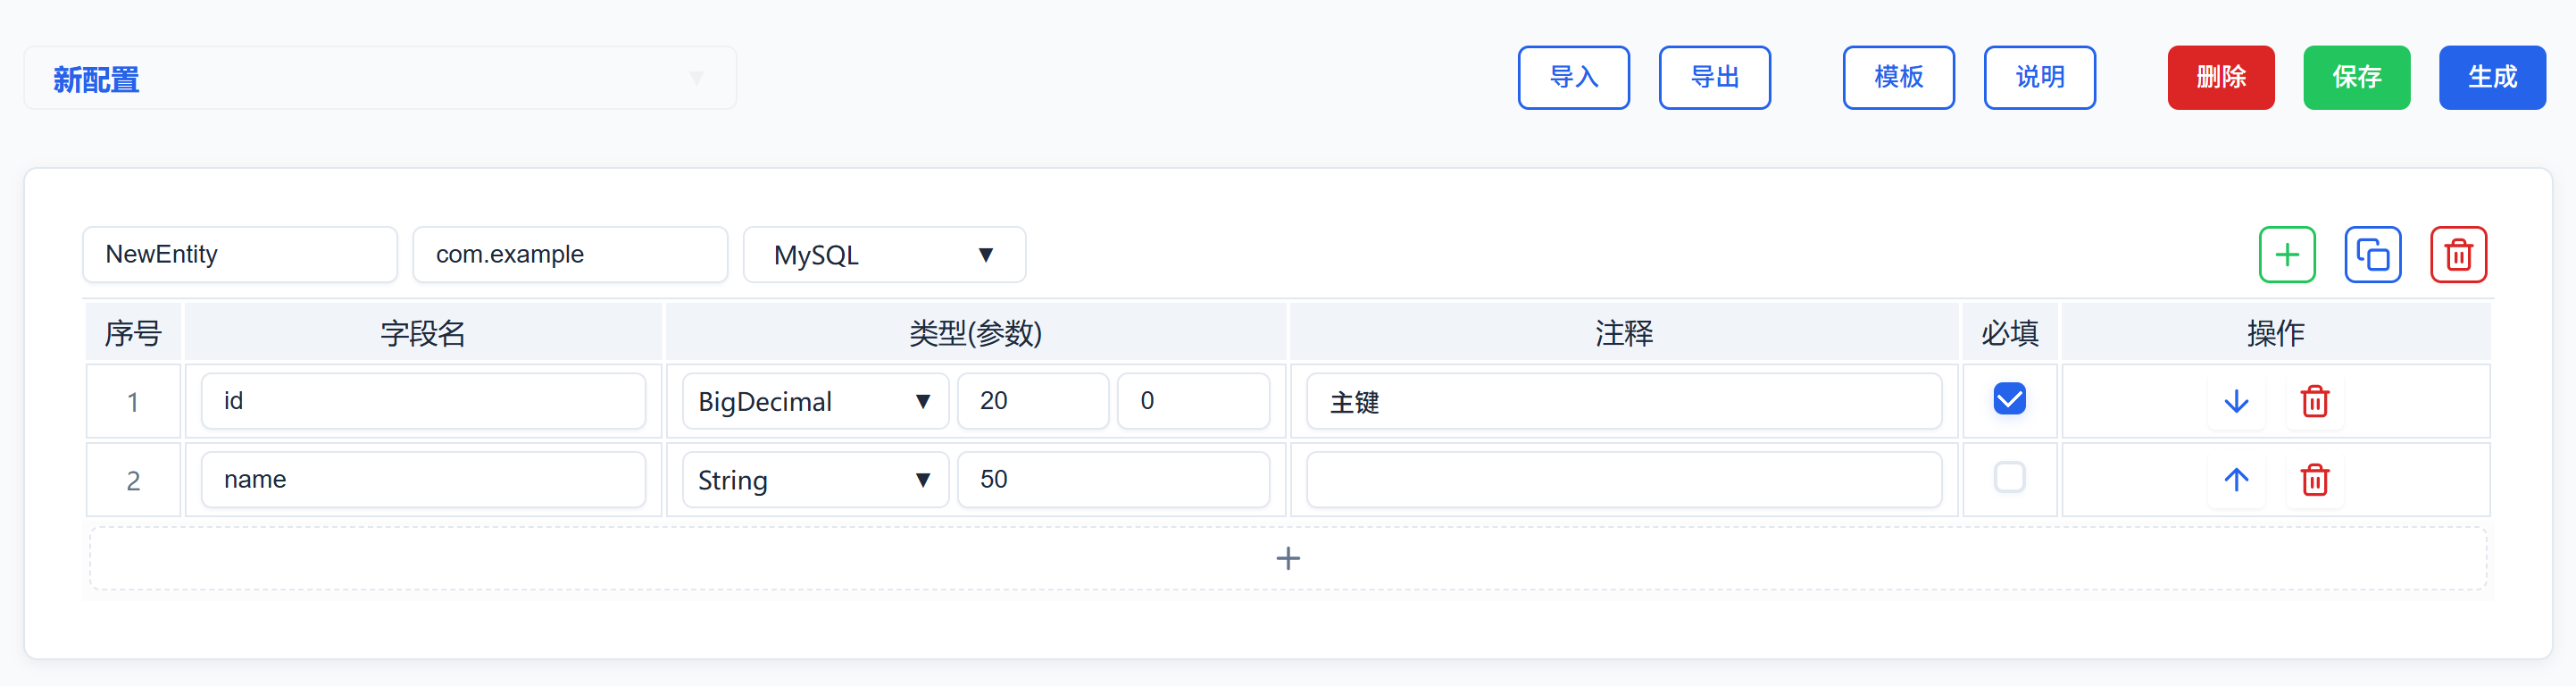 新配置 导入 导出 模板 说明 删除 保存 生成
NewEntity com.example MySQL
序号 字段名 类型(参数) 注释 必填 操作
1 id BigDecimal 20 0 主键
2 name String 50